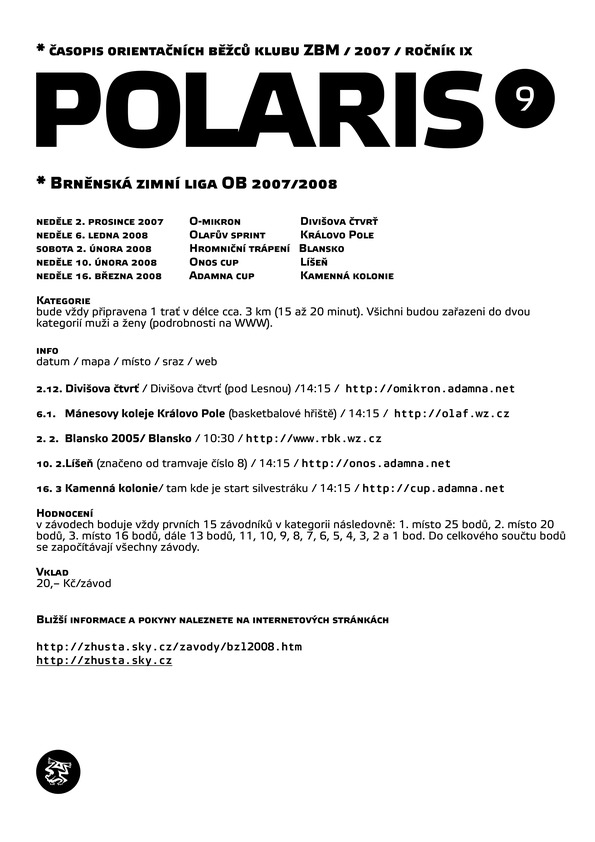 * ČASOPIS ORIENTAČNÍCH BĚŽCŮ KLUBU ZBM / 2007 / ROČNÍK IX
POLARIS 9
* BRNĚNSKÁ ZIMNÍ LIGA OB 2007/2008
NEDĚLE 2. PROSINCE 2007 O-MIKRON DIVIŠOVA ČTVRŤ
NEDĚLE 6. LEDNA 2008 OLAFŮV SPRINT KRÁLOVO POLE
SOBOTA 2. ÚNORA 2008 HROMNIČNÍ TRÁPENÍ BLANSKO
NEDĚLE 10. ÚNORA 2008 ONOS CUP LÍŠEŇ
NEDĚLE 16. BŘEZNA 2008 ADAMNA CUP KAMENNÁ KOLONIE
KATEGORIE
bude vždy připravena 1 trať v délce cca. 3 km (15 až 20 minut). Všichni budou zařazeni do dvou
kategorií muži a ženy (podrobnosti na WWW).
INFO
datum / mapa / místo / sraz / web
2.12. Divišova čtvrť / Divišova čtvrť (pod Lesnou) /14:15 / http://omikron.adamna.net
6.1. Mánesovy koleje Královo Pole (basketbalové hřiště) / 14:15 / http://olaf.wz.cz
2. 2. Blansko 2005/ Blansko / 10:30 / http://www.rbk.wz.cz
10. 2.Líšeň (značeno od tramvaje číslo 8) / 14:15 / http://onos.adamna.net
16. 3 Kamenná kolonie/ tam kde je start silvestráku / 14:15 / http://cup.adamna.net
HODNOCENÍ
v závodech boduje vždy prvních 15 závodníků v kategorii následovně: 1. místo 25 bodů, 2. místo 20
bodů, 3. místo 16 bodů, dále 13 bodů, 11, 10, 9, 8, 7, 6, 5, 4, 3, 2 a 1 bod. Do celkového součtu bodů
se započítávají všechny závody.
VKLAD
20,– Kč/závod
BLIŽŠÍ INFORMACE A POKYNY NALEZNETE NA INTERNETOVÝCH STRÁNKÁCH
http://zhusta.sky.cz/zavody/bzl2008.htm
http://zhusta.sky.cz